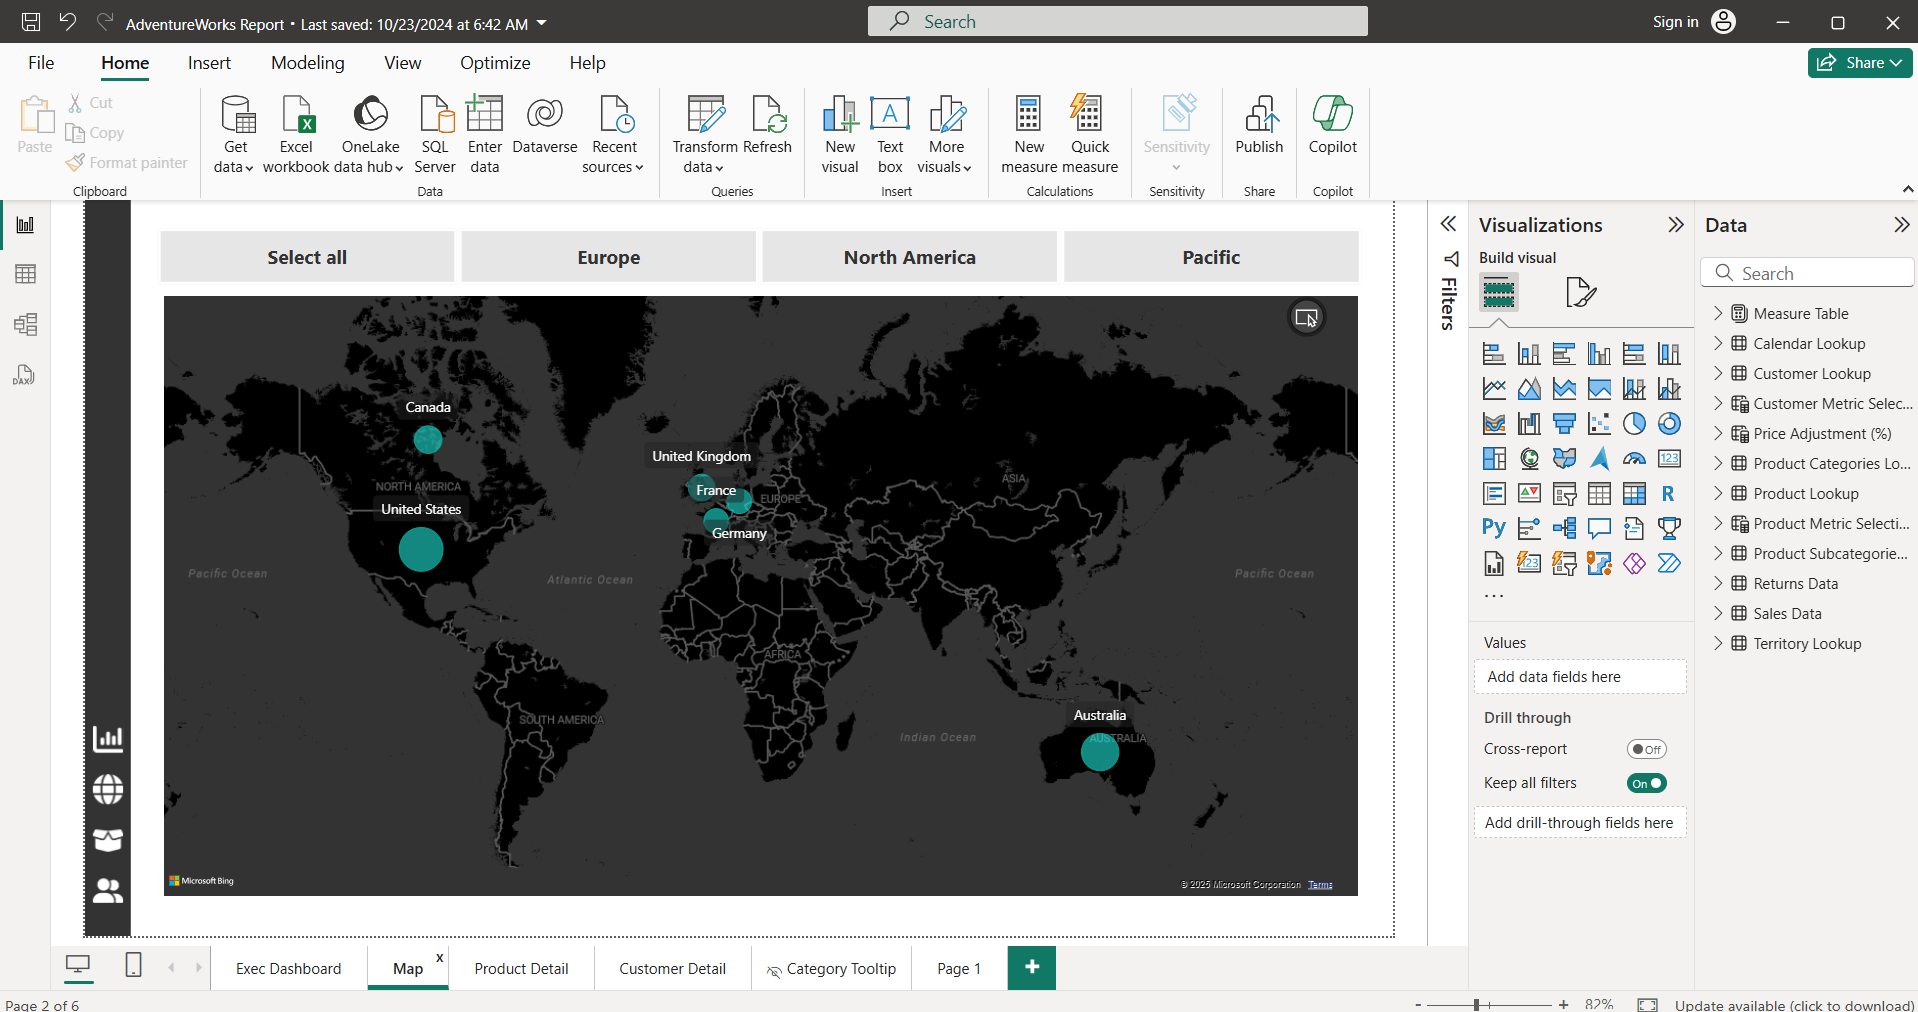 AdventureWorks Report • Last saved: 10/23/2024 at 6:42 AM
Search
Sign in
File
Home
Insert
Modeling
View
Optimize
Help
Share
Paste
Cut
Copy
Format painter
Clipboard
Get data
Excel workbook
OneLake data hub
SQL Server
Enter data
Dataverse
Recent sources
Data
Transform data
Refresh
Queries
New visual
Text box
A
More visuals
Insert
New measure
Quick measure
Calculations
Sensitivity
Sensitivity
Publish
Share
Copilot
Copilot
DAX
Select all
Europe
North America
Pacific
Canada
NORTH AMERICA
United States
United Kingdom
France
EUROPE
Germany
ASIA
Pacific Ocean
Atlantic Ocean
Pacific Ocean
AFRICA
SOUTH AMERICA
Indian Ocean
Australia
AUSTRALIA
Microsoft Bing
© 2025 Microsoft Corporation Terms
Filters
Visualizations
Build visual
123
R
Py
123
...
Values
Add data fields here
Drill through
Cross-report
Off
Keep all filters
On
Add drill-through fields here
Data
Search
Measure Table
Calendar Lookup
Customer Lookup
Customer Metric Selec...
Price Adjustment (%)
Product Categories Lo...
Product Lookup
Product Metric Selecti...
Product Subcategorie...
Returns Data
Sales Data
Territory Lookup
Exec Dashboard
Map
x
Product Detail
Customer Detail
Category Tooltip
Page 1
+
Page 2 of 6
- + 82%
Update available (click to download)